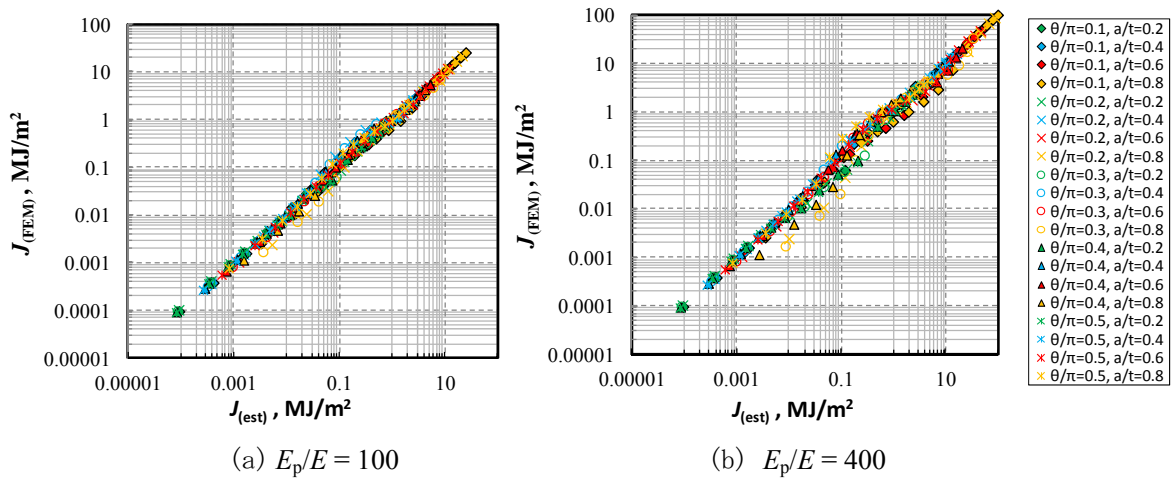 100
10
1
0.1
0.01
0.001
0.0001
0.00001
J(FEM) , MJ/m²
0.00001
0.001
0.1
10
J(est) , MJ/m²
(a) Ep/E = 100
100
10
1
0.1
0.01
0.001
0.0001
0.00001
J(FEM) , MJ/m²
0.00001
0.001
0.1
10
J(est) , MJ/m²
(b) Ep/E = 400
θ/π=0.1, a/t=0.2
θ/π=0.1, a/t=0.4
θ/π=0.1, a/t=0.6
θ/π=0.1, a/t=0.8
θ/π=0.2, a/t=0.2
θ/π=0.2, a/t=0.4
θ/π=0.2, a/t=0.6
θ/π=0.2, a/t=0.8
θ/π=0.3, a/t=0.2
θ/π=0.3, a/t=0.4
θ/π=0.3, a/t=0.6
θ/π=0.3, a/t=0.8
θ/π=0.4, a/t=0.2
θ/π=0.4, a/t=0.4
θ/π=0.4, a/t=0.6
θ/π=0.4, a/t=0.8
θ/π=0.5, a/t=0.2
θ/π=0.5, a/t=0.4
θ/π=0.5, a/t=0.6
θ/π=0.5, a/t=0.8